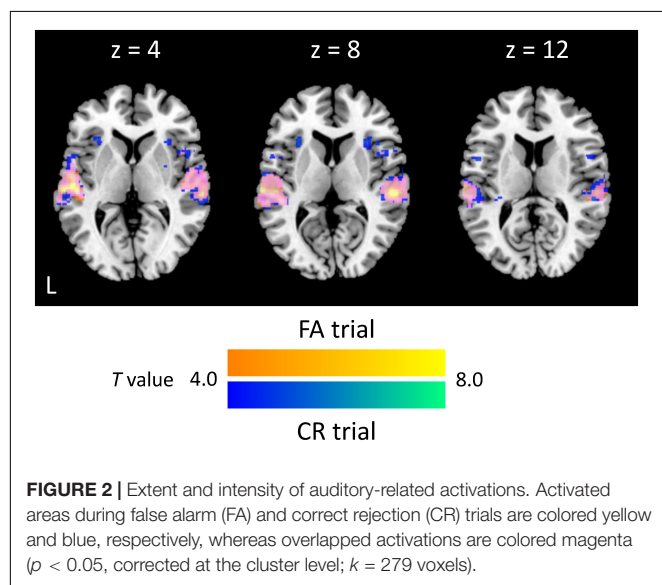 z = 4 z = 8 z = 12
L
FA trial
T value 4.0 8.0
CR trial
FIGURE 2 | Extent and intensity of auditory-related activations. Activated
areas during false alarm (FA) and correct rejection (CR) trials are colored yellow
and blue, respectively, whereas overlapped activations are colored magenta
(p < 0.05, corrected at the cluster level; k = 279 voxels).